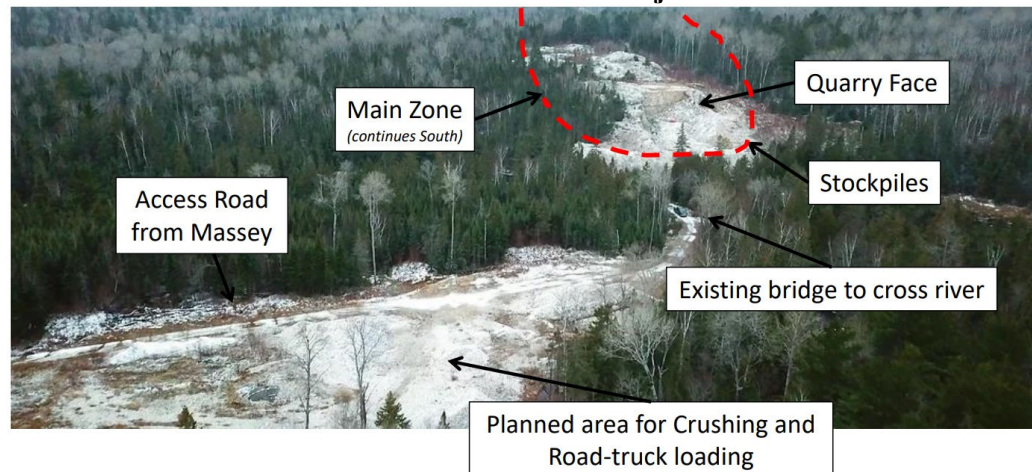 Quarry Face
Main Zone
(continues South)
Stockpiles
Access Road
from Massey
Existing bridge to cross river
Planned area for Crushing and
Road-truck loading